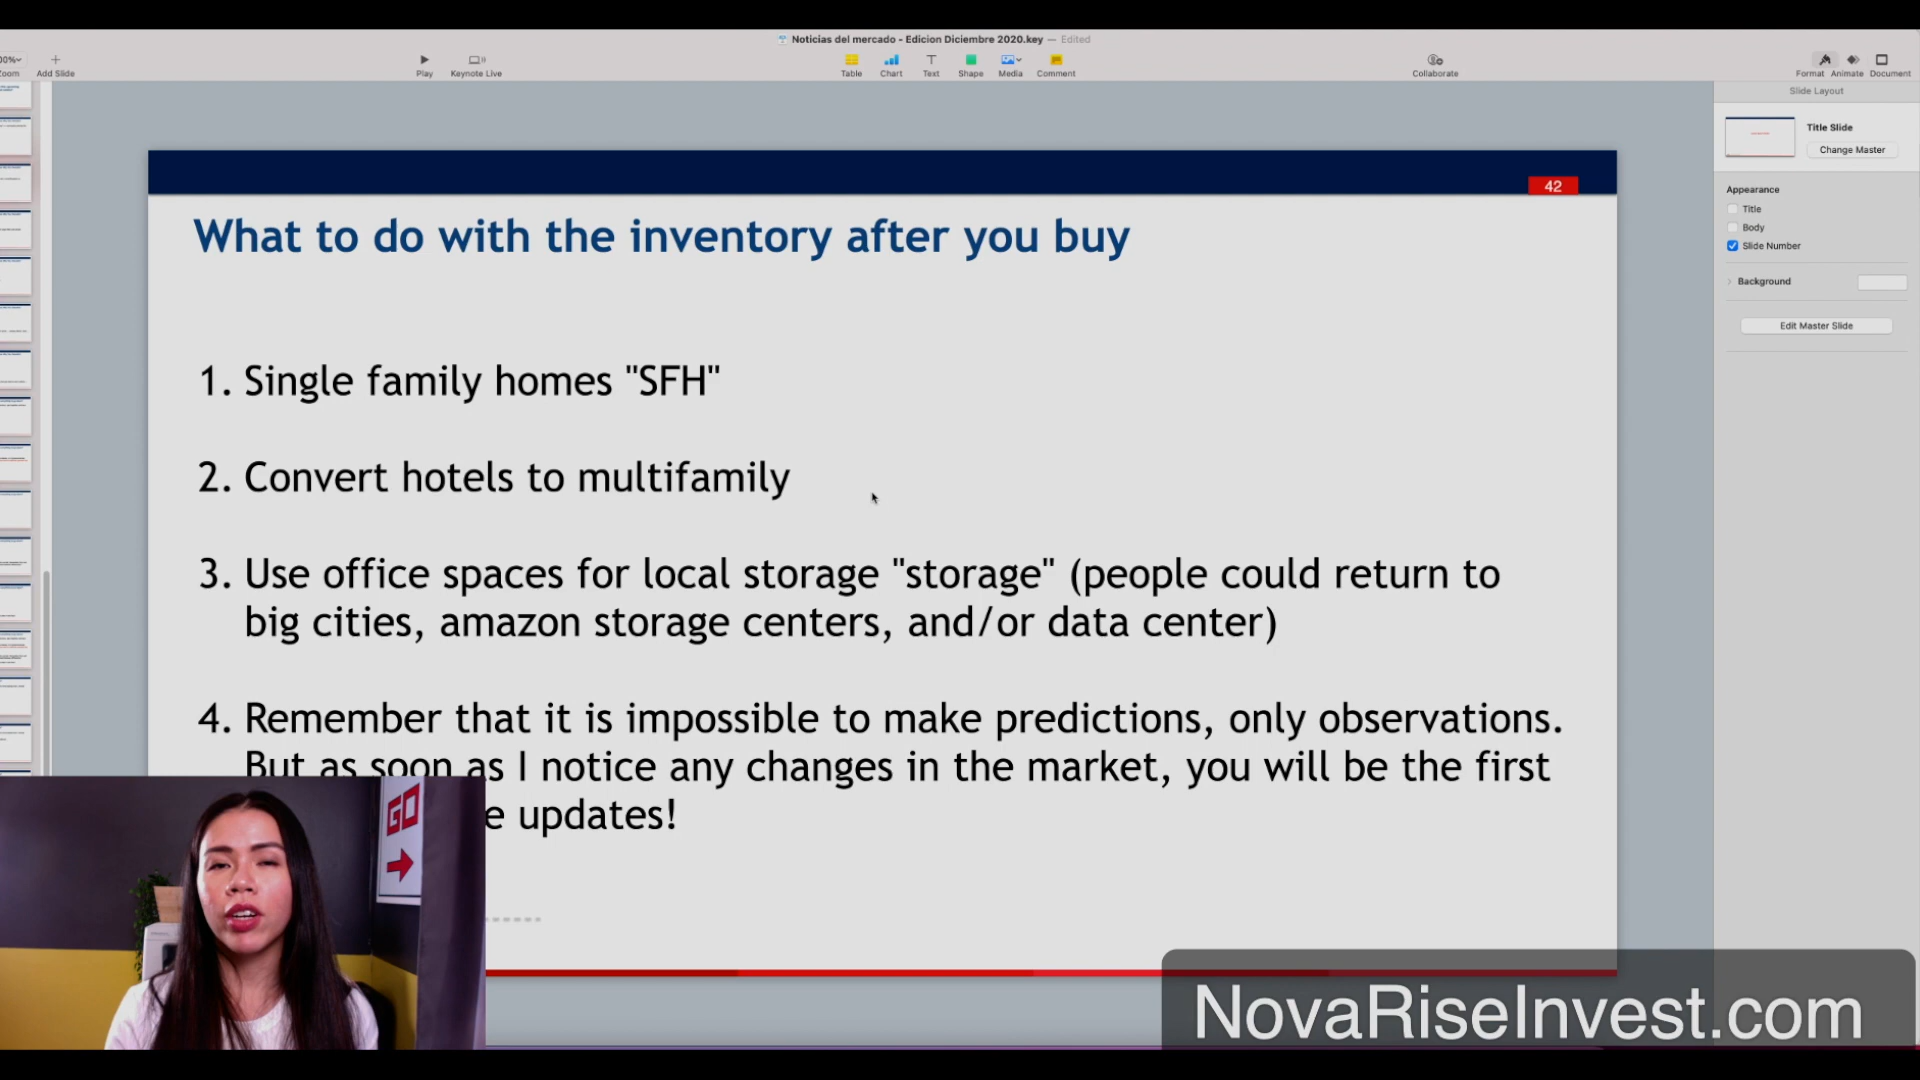 Noticias del mercado - Edicion Diciembre 2020.key — Edited
Zoom
Add Slide
Play
Keynote Live
Table
Chart
Text
Shape
Media
Comment
Collaborate
Format
Animate
Document
Slide Layout
Title Slide
Change Master
Appearance
Title
Body
Slide Number
Background
Edit Master Slide
42
What to do with the inventory after you buy
1. Single family homes "SFH"
2. Convert hotels to multifamily
3. Use office spaces for local storage "storage" (people could return to
big cities, amazon storage centers, and/or data center)
4. Remember that it is impossible to make predictions, only observations.
But as soon as I notice any changes in the market, you will be the first
updates!
GO
NovaRiseInvest.com